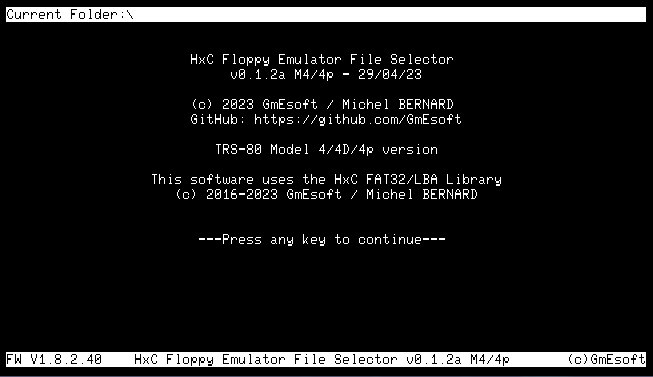 Current Folder:\
HxC Floppy Emulator File Selector
v0.1.2a M4/4p - 29/04/23
(c) 2023 GmEsoft / Michel BERNARD
GitHub: https://github.com/GmEsoft
TRS-80 Model 4/4D/4p version
This software uses the HxC FAT32/LBA Library
(c) 2016-2023 GmEsoft / Michel BERNARD
---Press any key to continue---
FW V1.8.2.40    HxC Floppy Emulator File Selector v0.1.2a M4/4p    (c)GmEsoft